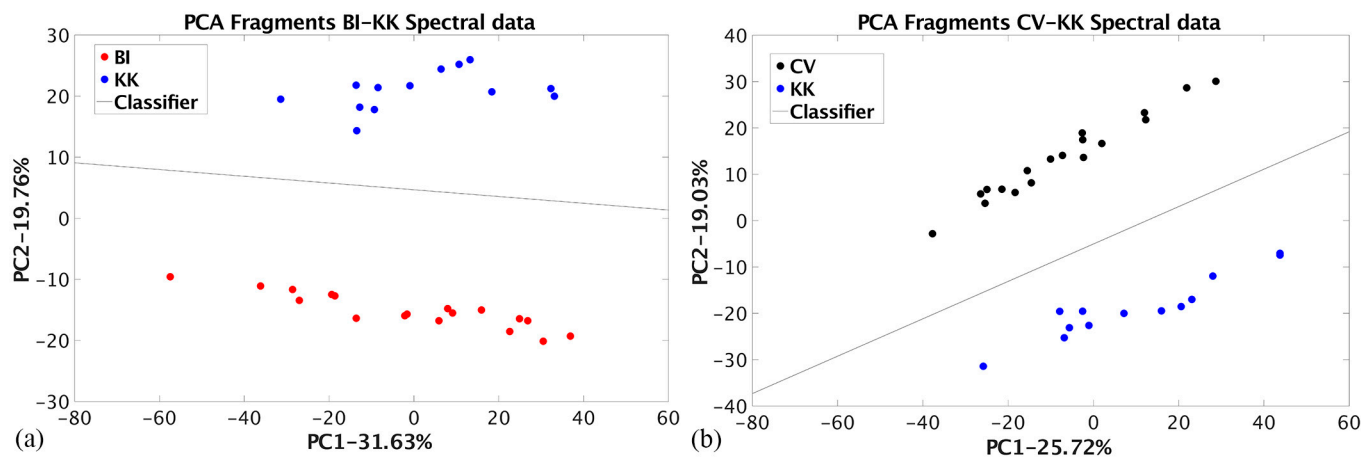 PCA Fragments BI-KK Spectral data
30
20
10
0
-10
-20
-30
-80
-60
-40
-20
0
20
40
60
PC2-19.76%
PC1-31.63%
BI
KK
Classifier
(a)
PCA Fragments CV-KK Spectral data
40
30
20
10
0
-10
-20
-30
-40
-80
-60
-40
-20
0
20
40
60
PC2-19.03%
PC1-25.72%
CV
KK
Classifier
(b)